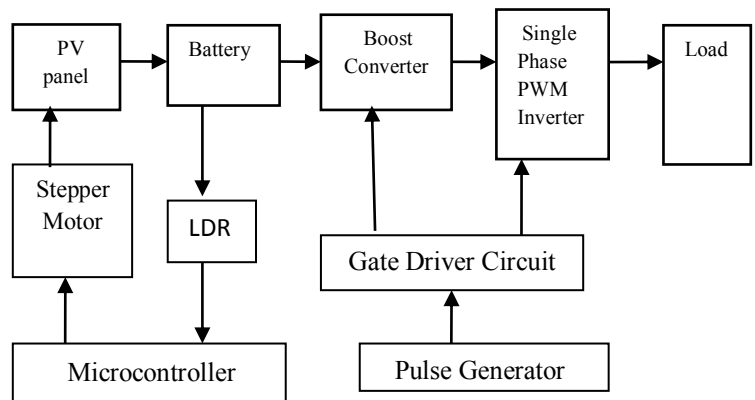 PV
panel
Battery
Boost
Converter
Single
Phase
PWM
Inverter
Load
Stepper
Motor
LDR
Gate Driver Circuit
Microcontroller
Pulse Generator